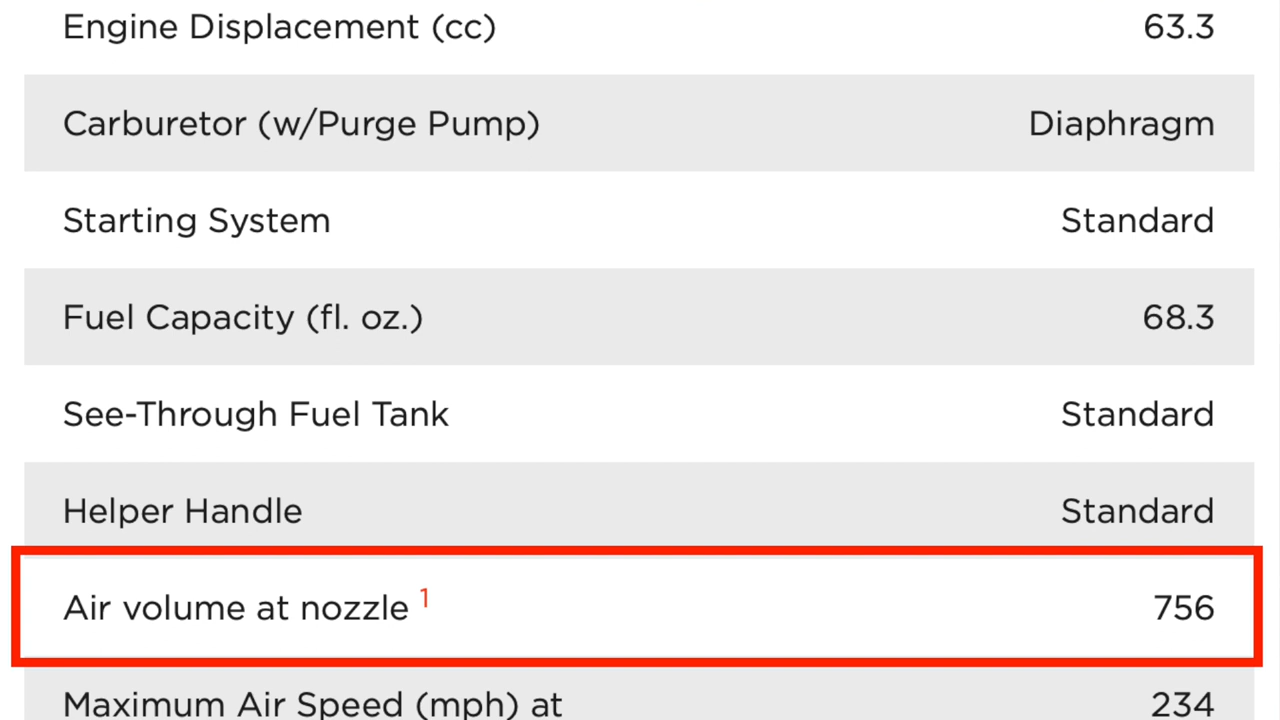 Engine Displacement (cc) 63.3
Carburetor (w/Purge Pump) Diaphragm
Starting System Standard
Fuel Capacity (fl. oz.) 68.3
See-Through Fuel Tank Standard
Helper Handle Standard
Air volume at nozzle 1 756
Maximum Air Speed (mph) at 234